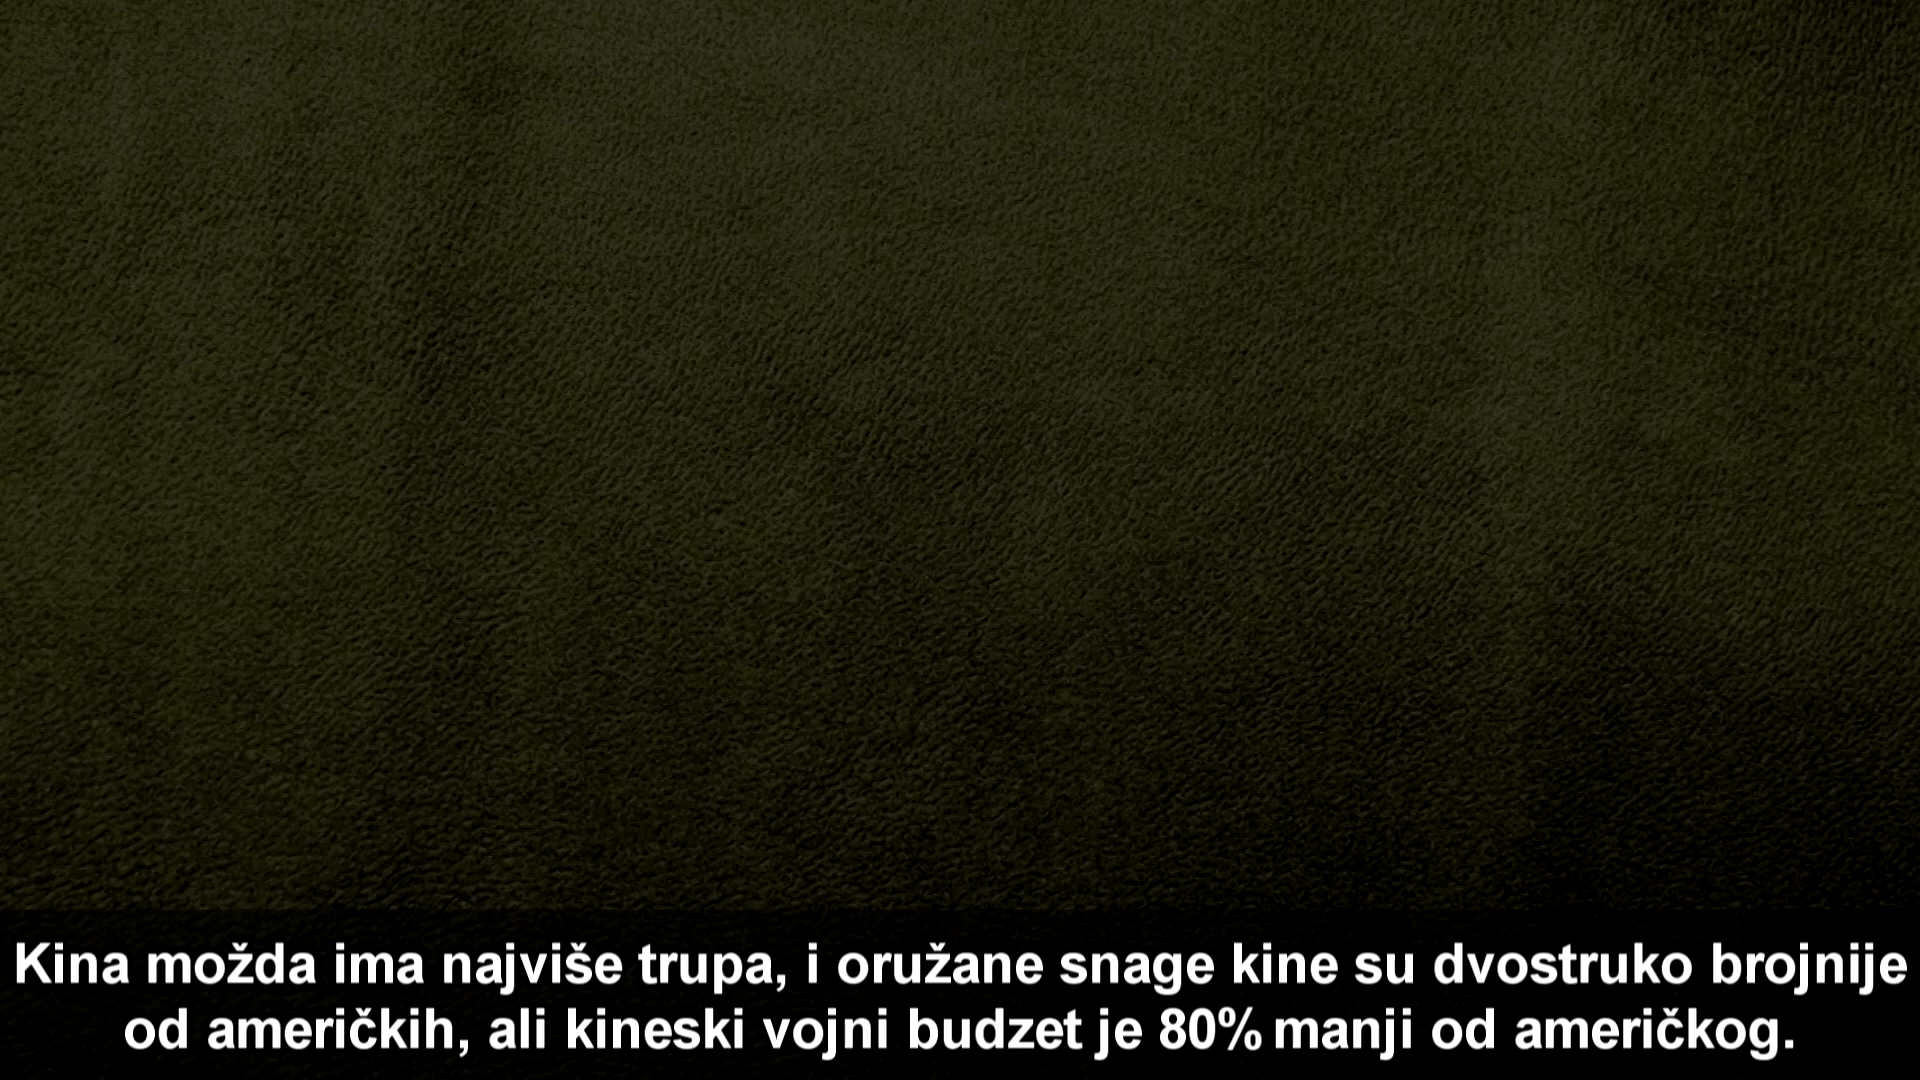 Kina možda ima najviše trupa, i oružane snage kine su dvostruko brojnije
od američkih, ali kineski vojni budzet je 80% manji od američkog.